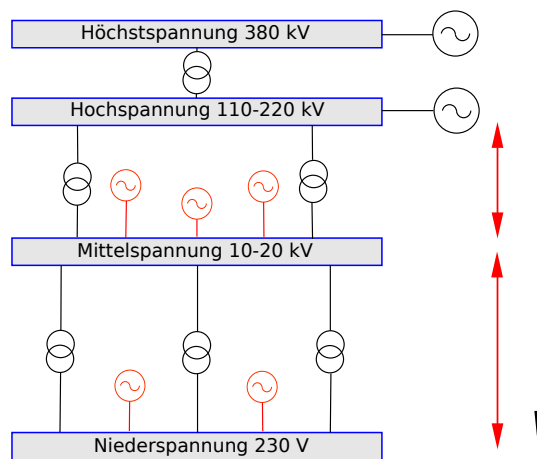 Höchstspannung 380 kV
Hochspannung 110-220 kV
Mittelspannung 10-20 kV
Niederspannung 230 V